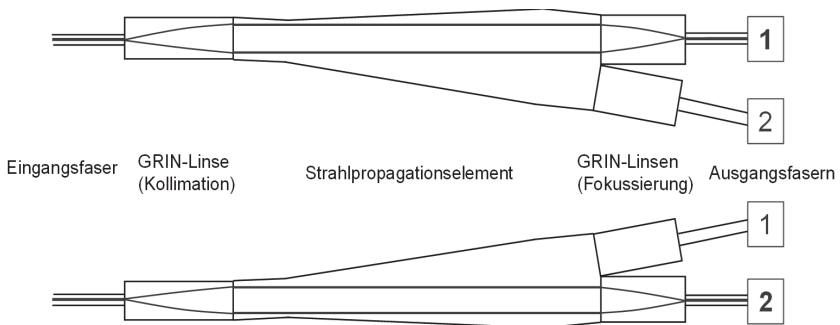 1
2
Eingangsfaser
GRIN-Linse
(Kollimation)
Strahlpropagationselement
GRIN-Linsen
(Fokussierung)
Ausgangsfasern
1
2